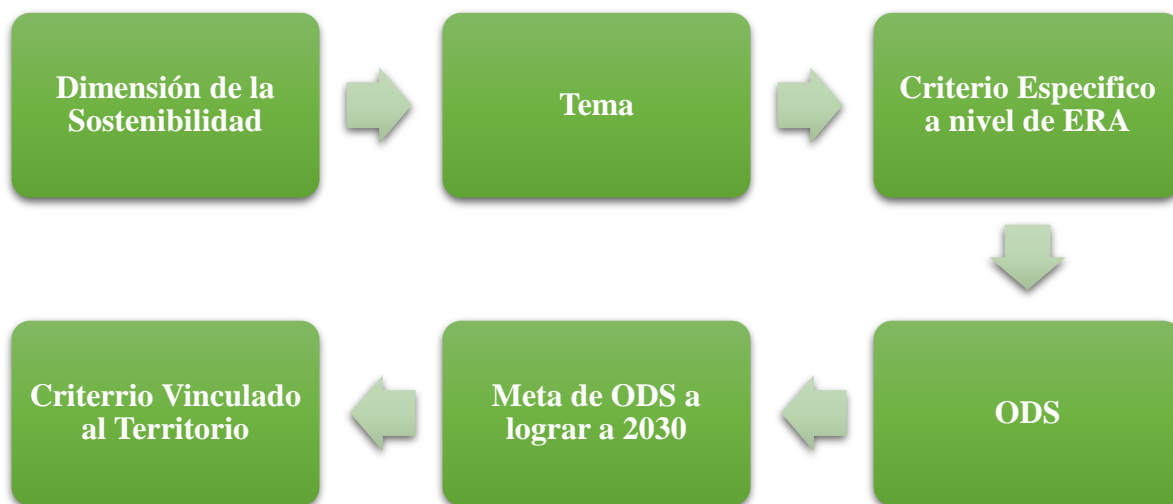 Dimensión de la
Sostenibilidad
Tema
Criterio Especifico
a nivel de ERA
ODS
Meta de ODS a
lograr a 2030
Criterrio Vinculado
al Territorio